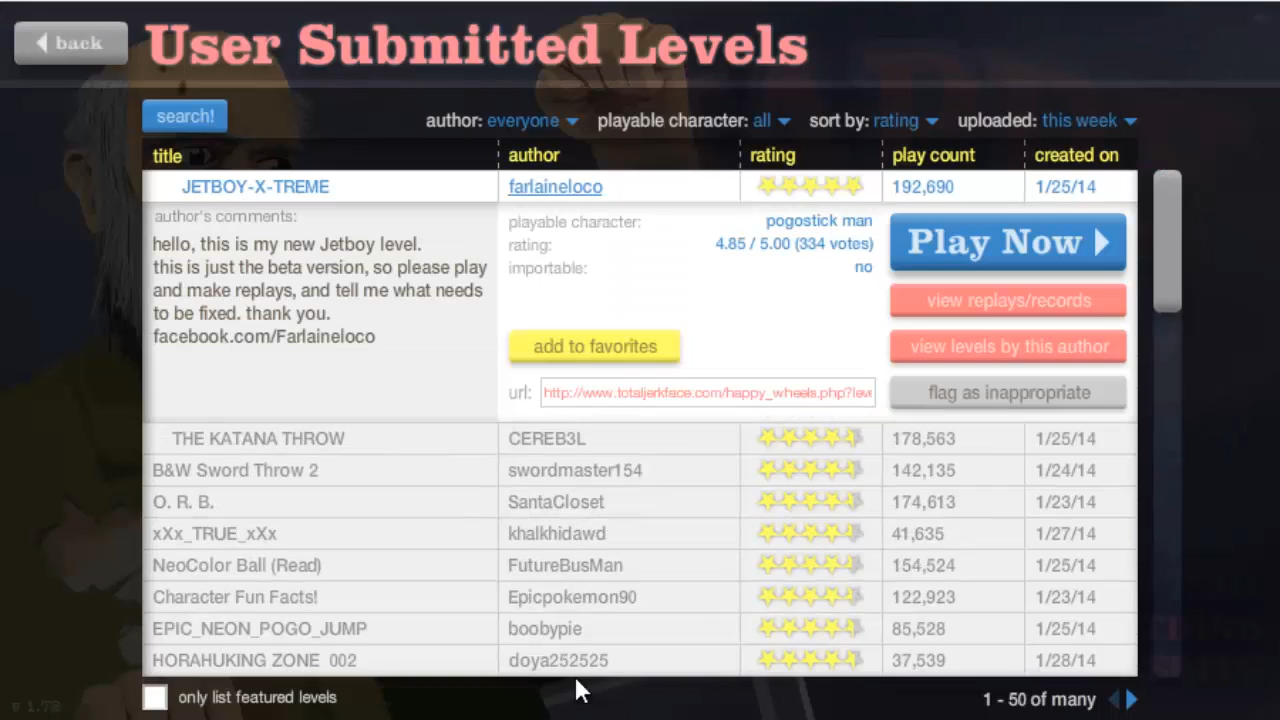 back
User Submitted Levels
search!
author: everyone playable character: all sort by: rating uploaded: this week
title author rating play count created on
JETBOY-X-TREME farlaineloco 192,690 1/25/14
author's comments:
hello, this is my new Jetboy level.
this is just the beta version, so please play
and make replays, and tell me what needs
to be fixed. thank you.
facebook.com/Farlaineloco
playable character: pogostick man
rating: 4.85 / 5.00 (334 votes)
importable: no
add to favorites
url: http://www.totaljerkface.com/happy_wheels.php?leve
Play Now
view replays/records
view levels by this author
flag as inappropriate
THE KATANA THROW CEREB3L 178,563 1/25/14
B&W Sword Throw 2 swordmaster154 142,135 1/24/14
O. R. B. SantaCloset 174,613 1/23/14
xXx_TRUE_xXx khalkhidawd 41,635 1/27/14
NeoColor Ball (Read) FutureBusMan 154,524 1/25/14
Character Fun Facts! Epicpokemon90 122,923 1/23/14
EPIC_NEON_POGO_JUMP boobypie 85,528 1/25/14
HORAHUKING ZONE 002 doya252525 37,539 1/28/14
only list featured levels
1 - 50 of many
v 1.72